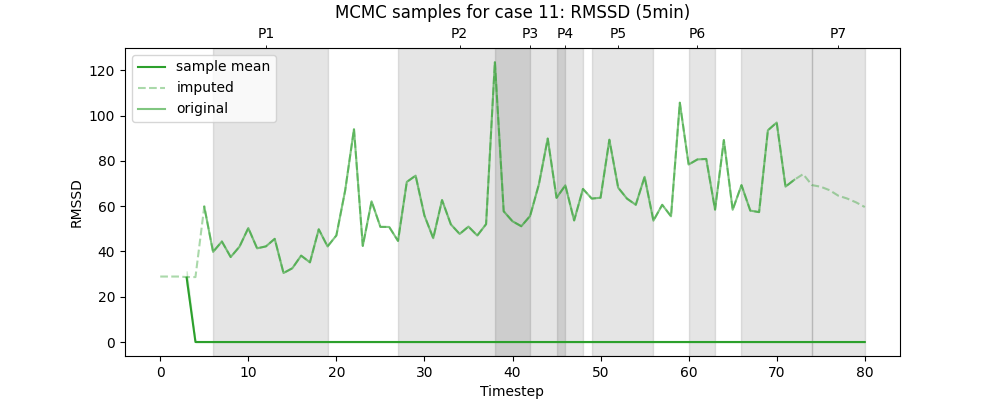 MCMC samples for case 11: RMSSD (5min)
P1 P2 P3 P4 P5 P6 P7
sample mean
imputed
original
120
100
80
60
40
20
0
RMSSD
0 10 20 30 40 50 60 70 80
Timestep